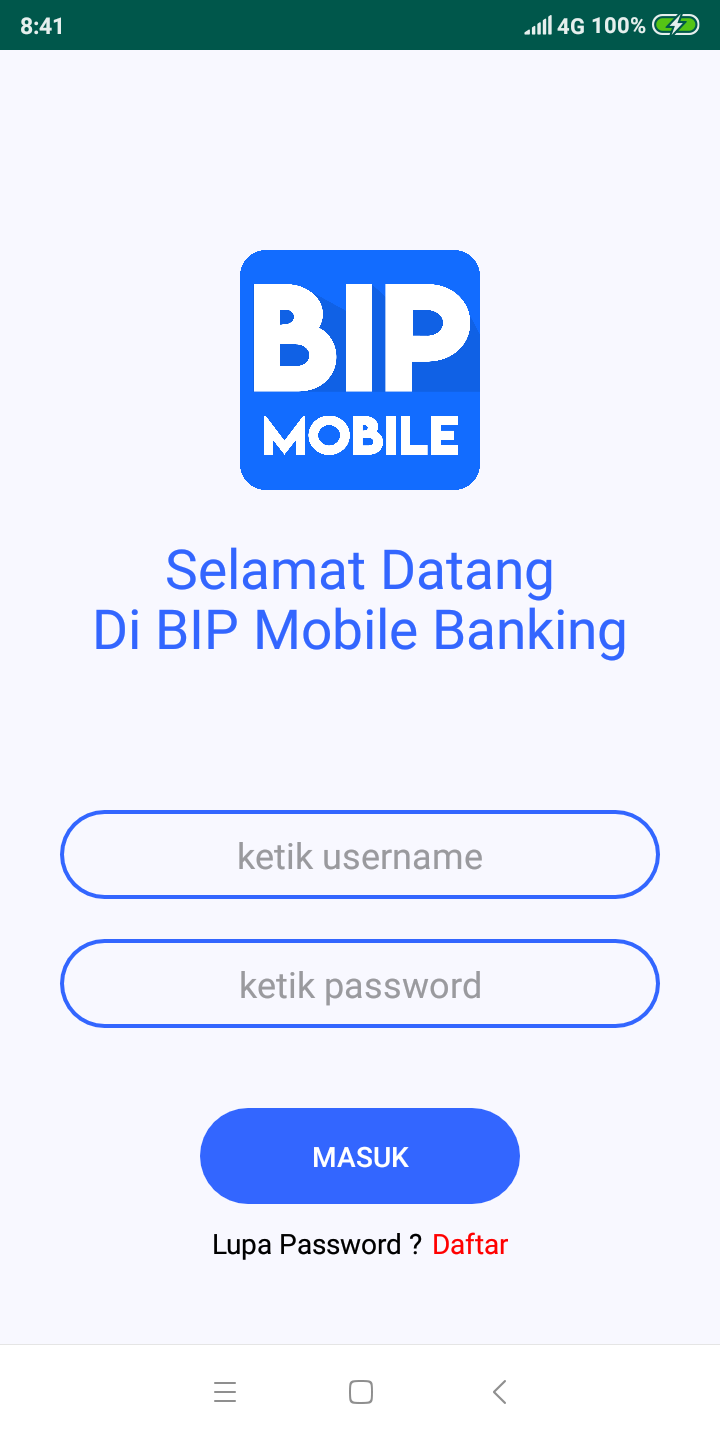 8:41 4G 100%
BIP
MOBILE
Selamat Datang
Di BIP Mobile Banking
ketik username
ketik password
MASUK
Lupa Password ? Daftar